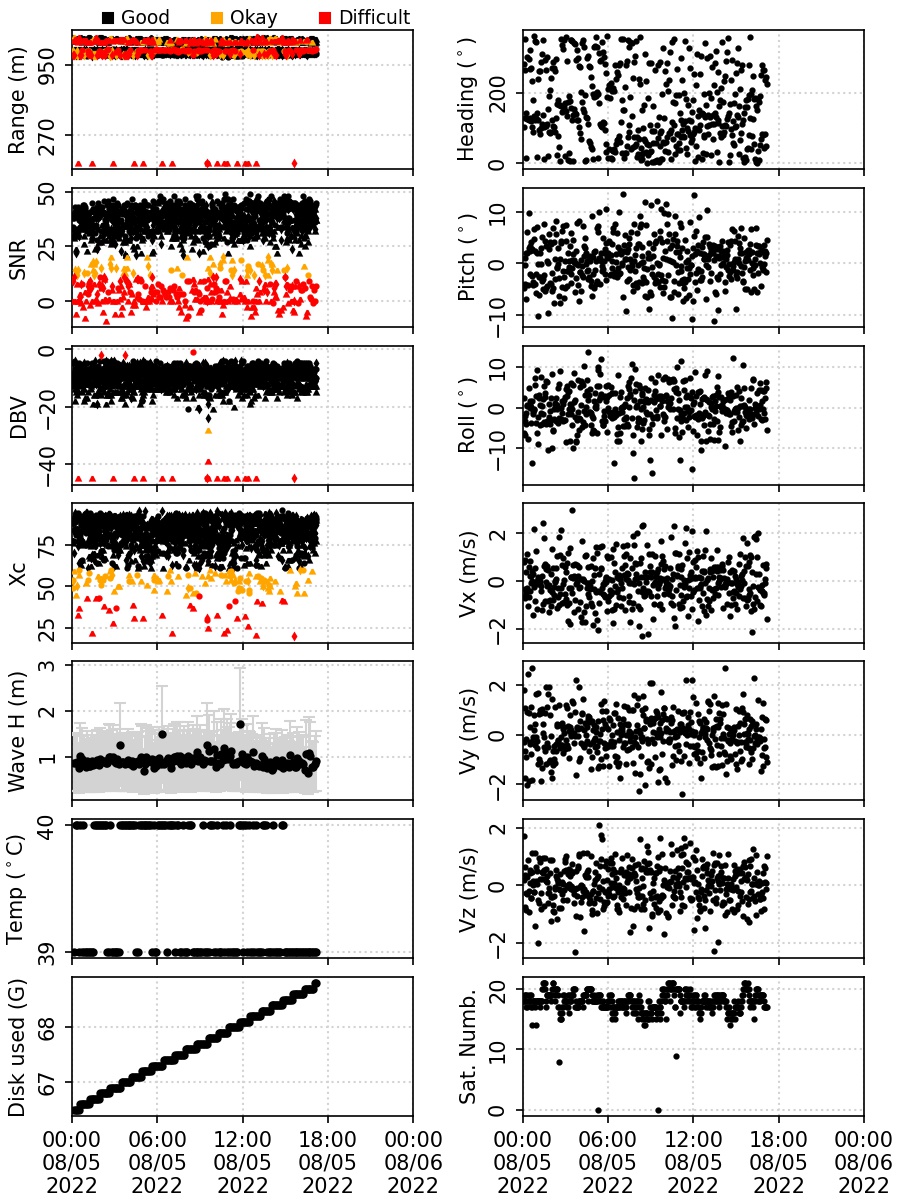 Good Okay Difficult
Range (m)
950
270
SNR
50
25
0
DBV
0
−20
−40
Xc
75
50
25
Wave H (m)
3
2
1
Temp (°C)
40
39
Disk used (G)
68
67
00:00 06:00 12:00 18:00 00:00
08/05 08/05 08/05 08/05 08/06
2022 2022 2022 2022 2022
Heading (°)
200
0
Pitch (°)
10
0
−10
Roll (°)
10
0
−10
Vx (m/s)
2
0
−2
Vy (m/s)
2
0
−2
Vz (m/s)
2
0
−2
Sat. Numb.
20
10
0
00:00 06:00 12:00 18:00 00:00
08/05 08/05 08/05 08/05 08/06
2022 2022 2022 2022 2022